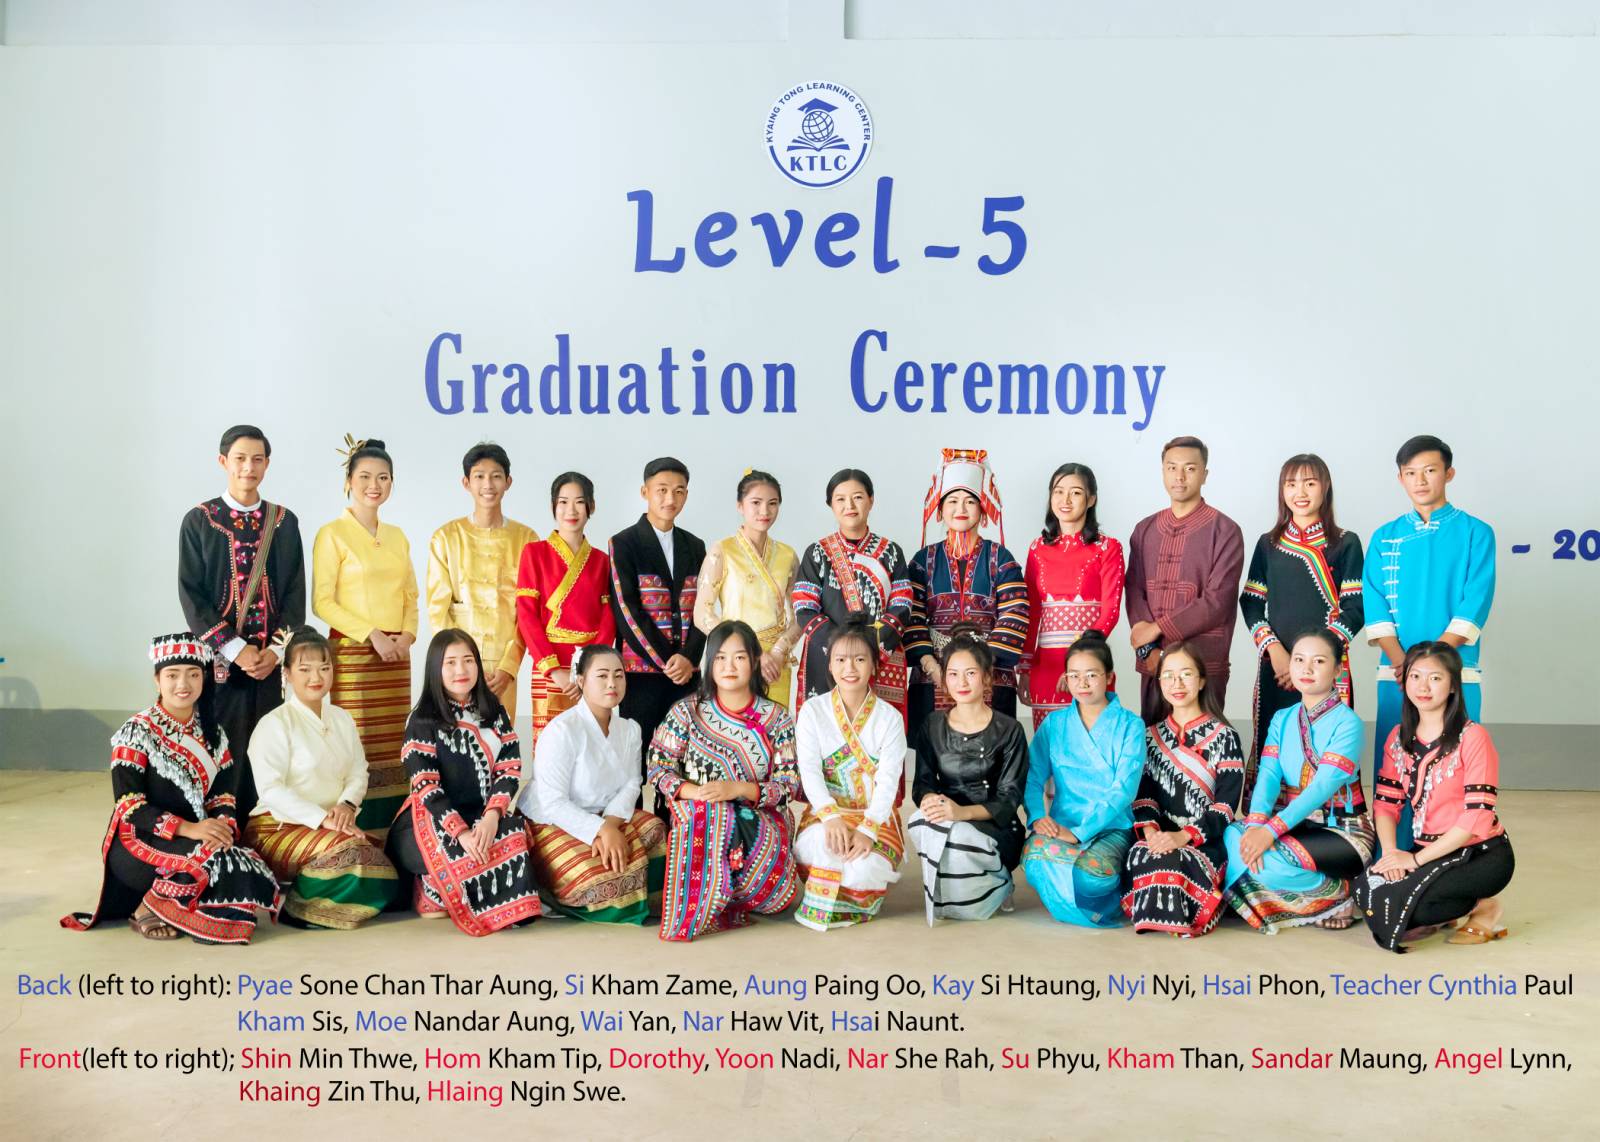 KYAING TONG LEARNING CENTER
KTLC
Level - 5
Graduation Ceremony
- 20
Back (left to right): Pyae Sone Chan Thar Aung, Si Kham Zame, Aung Paing Oo, Kay Si Htaung, Nyi Nyi, Hsai Phon, Teacher Cynthia Paul
Kham Sis, Moe Nandar Aung, Wai Yan, Nar Haw Vit, Hsai Naunt.
Front(left to right); Shin Min Thwe, Hom Kham Tip, Dorothy, Yoon Nadi, Nar She Rah, Su Phyu, Kham Than, Sandar Maung, Angel Lynn,
Khaing Zin Thu, Hlaing Ngin Swe.